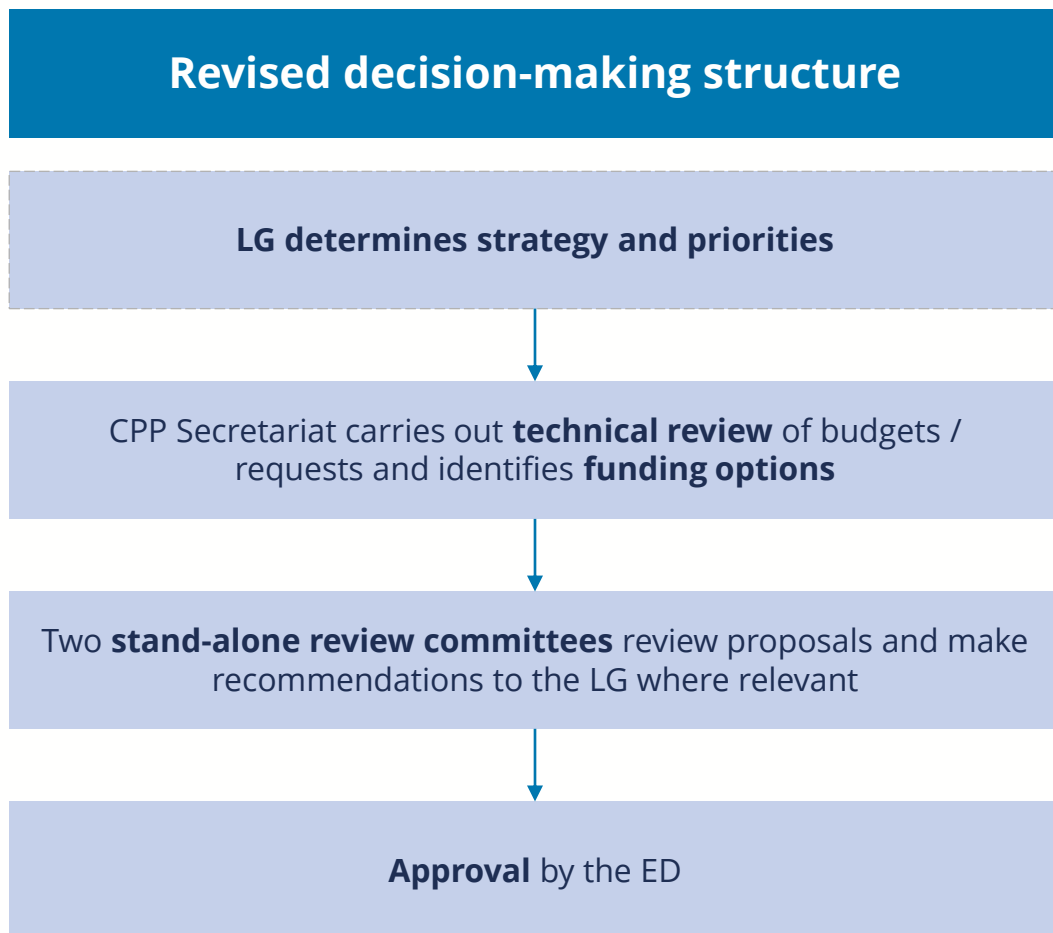 Revised decision-making structure
LG determines strategy and priorities
CPP Secretariat carries out technical review of budgets /
requests and identifies funding options
Two stand-alone review committees review proposals and make
recommendations to the LG where relevant
Approval by the ED